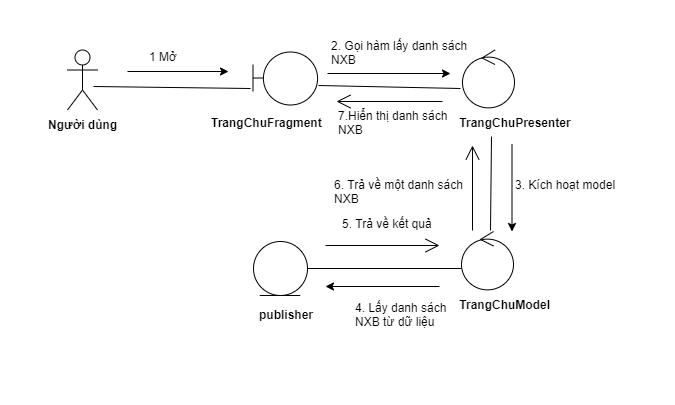 2. Gọi hàm lấy danh sách
NXB
1 Mở
Người dùng
TrangChuFragment
7.Hiển thị danh sách
NXB
TrangChuPresenter
6. Trả về một danh sách
NXB
3. Kích hoạt model
5. Trả về kết quả
publisher
4. Lấy danh sách
NXB từ dữ liệu
TrangChuModel